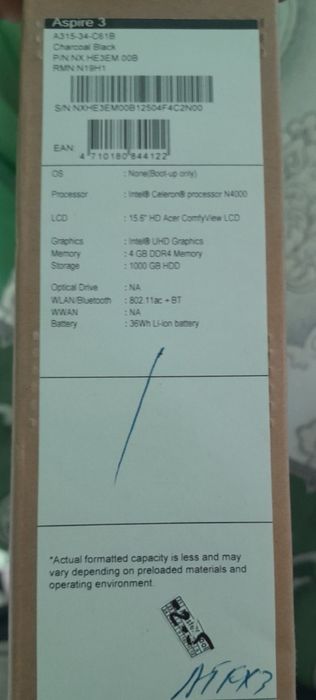 Aspire 3
A315-34-C61B
Charcoal Black
P/N:NX.HE3EM.00B
RMN:N19H1
S/N:NXHE3EM00B12504F4C2N00
EAN:
4 710180 844122
OS : None(Boot-up only)
Processor : Intel® Celeron® processor N4000
LCD : 15.6" HD Acer ComfyView LCD
Graphics : Intel® UHD Graphics
Memory : 4 GB DDR4 Memory
Storage : 1000 GB HDD
Optical Drive : NA
WLAN/Bluetooth : 802.11ac + BT
WWAN : NA
Battery : 36Wh Li-ion battery
*Actual formatted capacity is less and may
vary depending on preloaded materials and
operating environment.